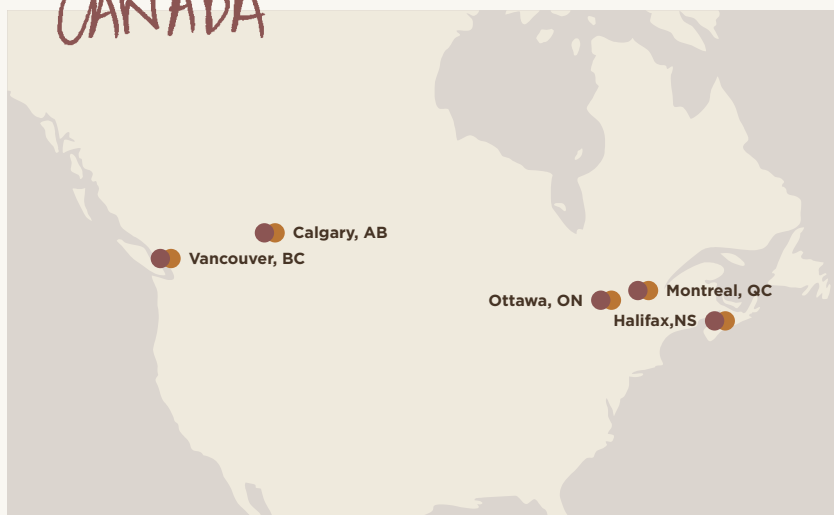 CANADA
Calgary, AB
Vancouver, BC
Montreal, QC
Ottawa, ON
Halifax,NS